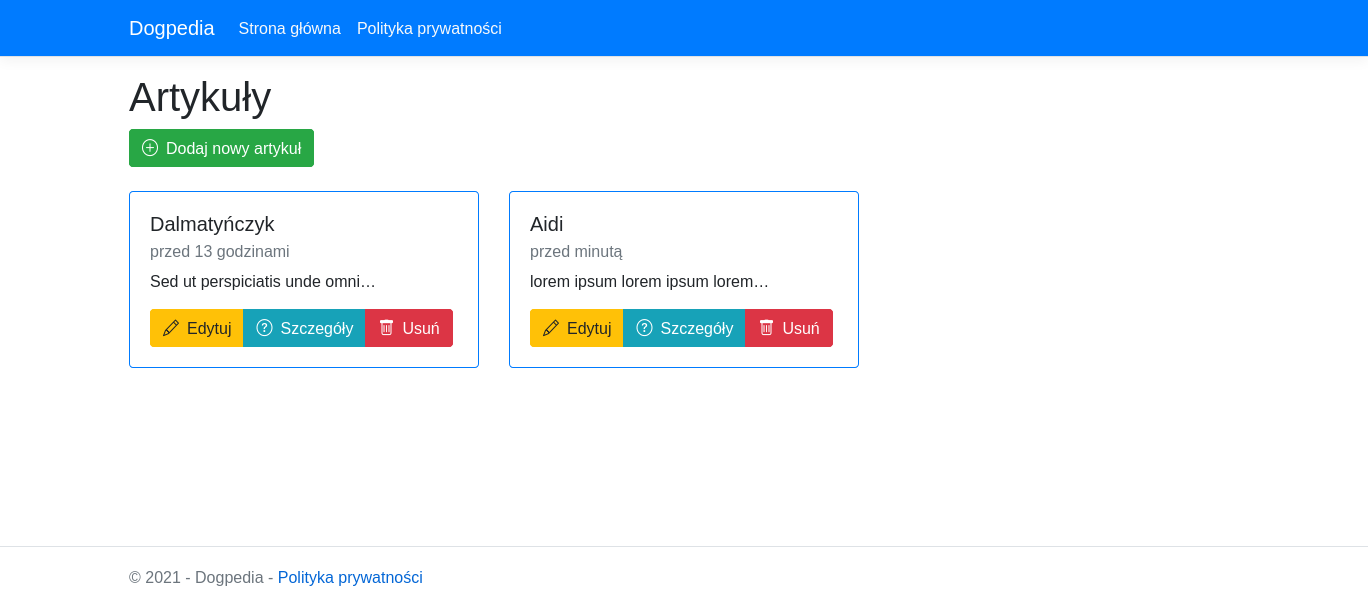 Dogpedia Strona główna Polityka prywatności
Artykuły
Dodaj nowy artykuł
Dalmatyńczyk
przed 13 godzinami
Sed ut perspiciatis unde omni…
Edytuj Szczegóły Usuń
Aidi
przed minutą
lorem ipsum lorem ipsum lorem…
Edytuj Szczegóły Usuń
© 2021 - Dogpedia - Polityka prywatności